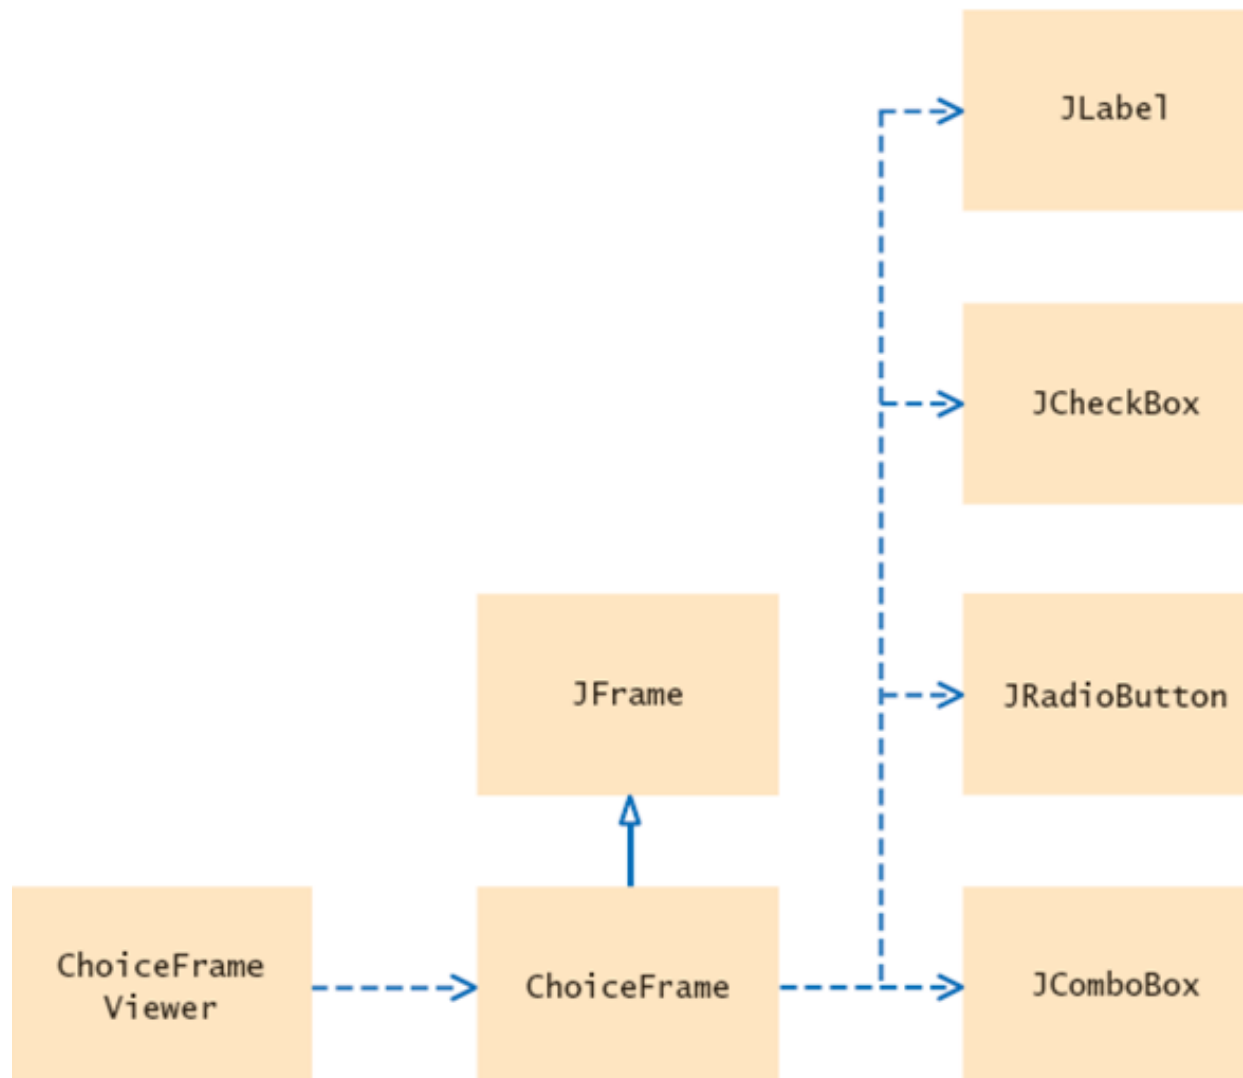 JLabel
JCheckBox
JFrame
JRadioButton
ChoiceFrame
Viewer
ChoiceFrame
JComboBox